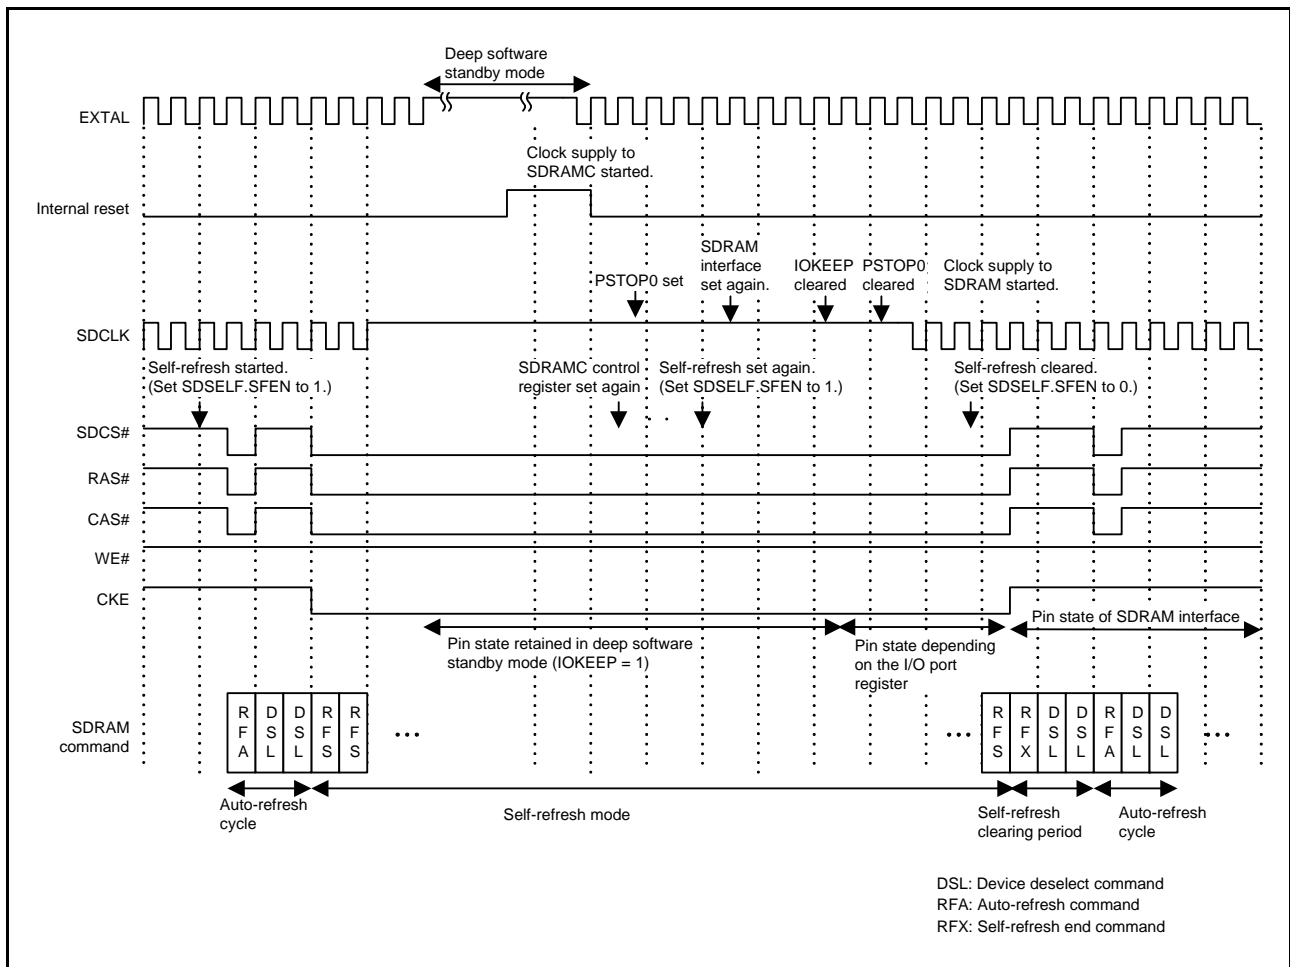 Deep software
standby mode
EXTAL
Clock supply to
SDRAMC started.
Internal reset
SDRAM
interface
set again.
PSTOP0 set
IOKEEP
cleared
PSTOP0
cleared
Clock supply to
SDRAM started.
SDCLK
Self-refresh started.
(Set SDSELF.SFEN to 1.)
SDRAMC control
register set again
Self-refresh set again.
(Set SDSELF.SFEN to 1.)
Self-refresh cleared.
(Set SDSELF.SFEN to 0.)
SDCS#
RAS#
CAS#
WE#
CKE
Pin state retained in deep software
standby mode (IOKEEP = 1)
Pin state depending
on the I/O port
register
Pin state of SDRAM interface
SDRAM
command
RFA DSL DSL RFS RFS ... ... RFS RFX DSL DSL RFA DSL DSL ...
Auto-refresh
cycle
Self-refresh mode
Self-refresh
clearing period
Auto-refresh
cycle
DSL: Device deselect command
RFA: Auto-refresh command
RFX: Self-refresh end command